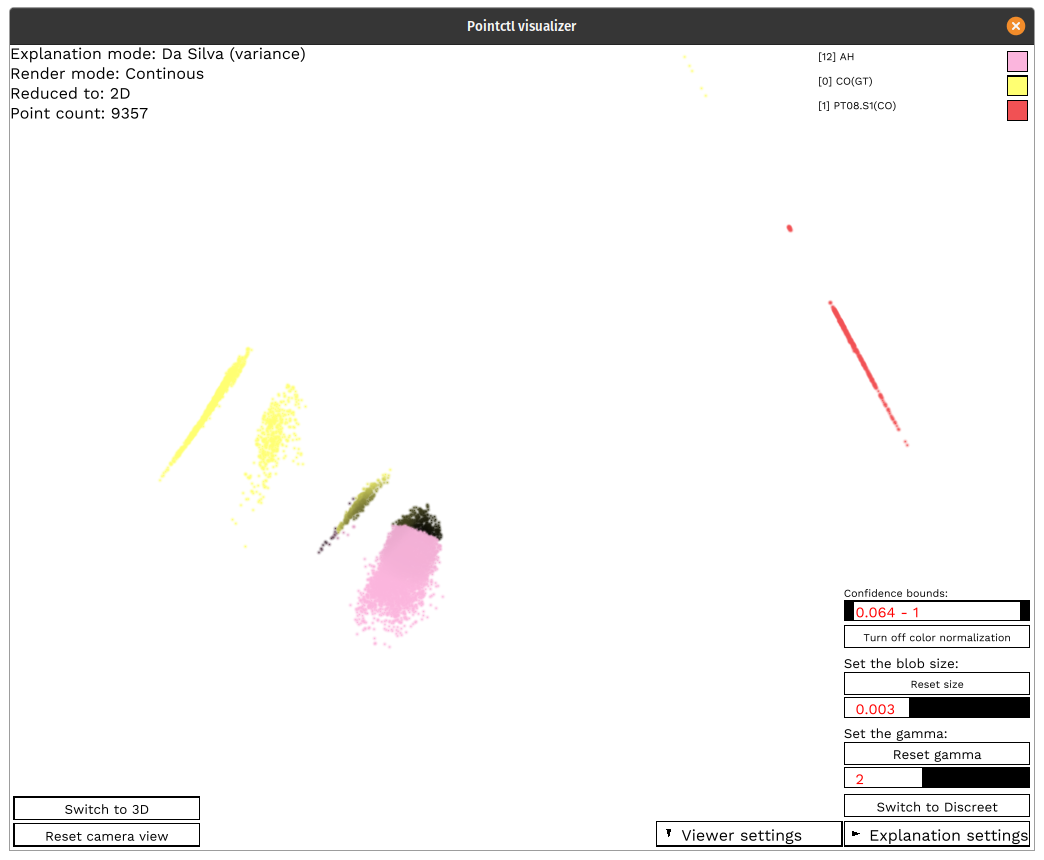 Pointctl visualizer
Explanation mode: Da Silva (variance)
Render mode: Continous
Reduced to: 2D
Point count: 9357
[12] AH
[0] CO(GT)
[1] PT08.S1(CO)
Confidence bounds:
0.064 - 1
Turn off color normalization
Set the blob size:
Reset size
0.003
Set the gamma:
Reset gamma
2
Switch to Discreet
Switch to 3D
Reset camera view
Viewer settings
Explanation settings